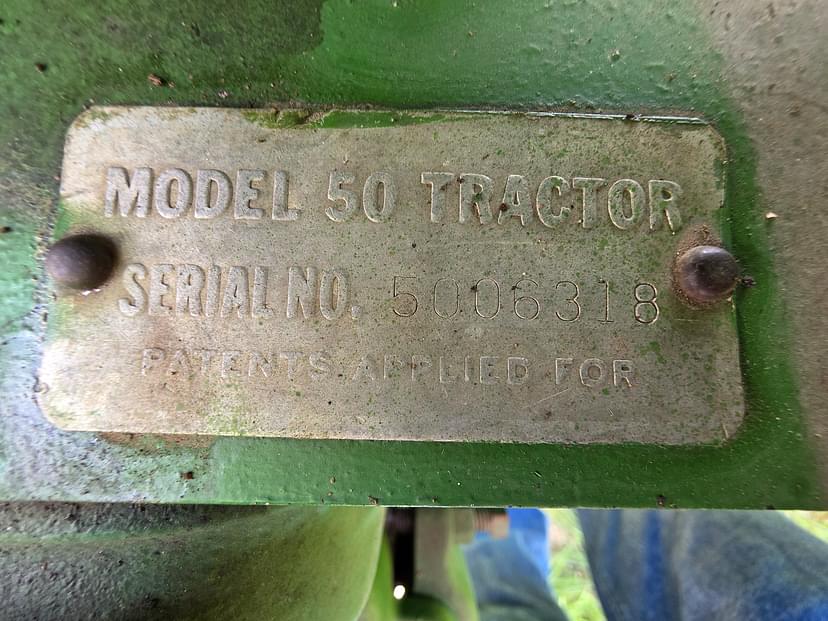 MODEL 50 TRACTOR
SERIAL NO. 5006318
PATENTS APPLIED FOR